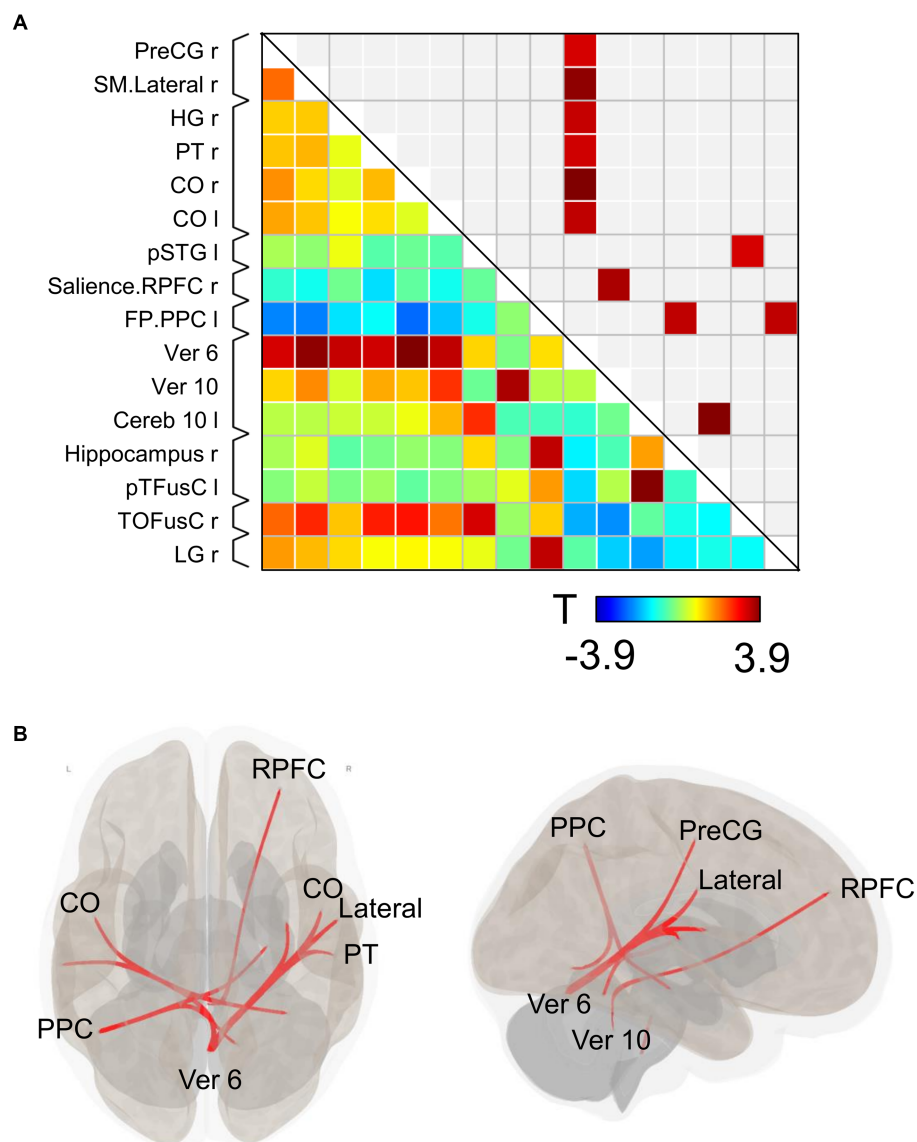 A
PreCG r
SM.Lateral r
HG r
PT r
CO r
CO l
pSTG l
Salience.RPFC r
FP.PPC l
Ver 6
Ver 10
Cereb 10 l
Hippocampus r
pTFusC l
TOFusC r
LG r
T
-3.9 3.9
B
L R
RPFC
CO CO
Lateral
PT
PPC
Ver 6
PPC PreCG
Lateral
RPFC
Ver 6
Ver 10